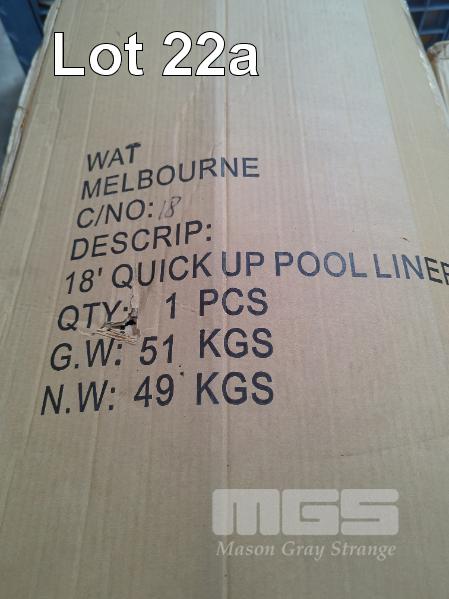 Lot 22a
WAT
MELBOURNE
C/NO: 18
DESCRIP:
18' QUICK UP POOL LINER
QTY: 1 PCS
G.W: 51 KGS
N.W: 49 KGS
MGS
Mason Gray Strange